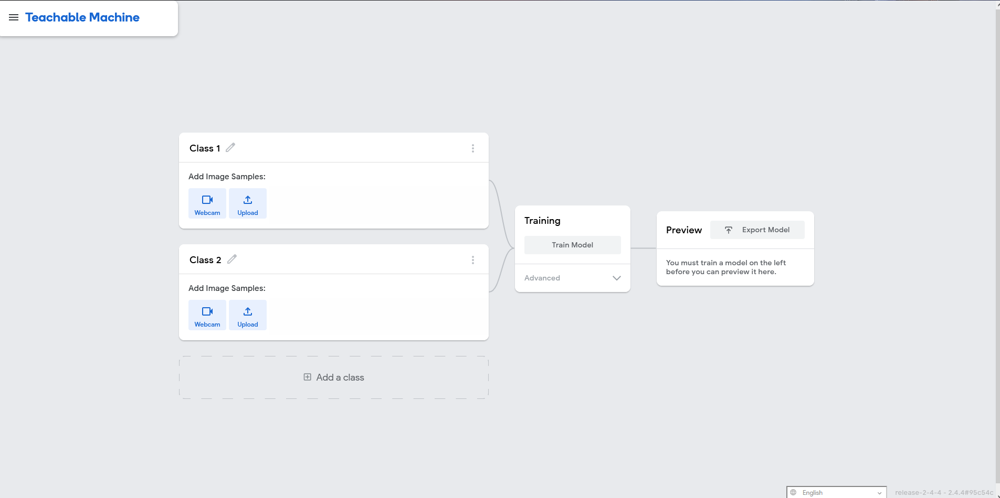 Teachable Machine
Class 1
Add Image Samples:
Webcam
Upload
Class 2
Add Image Samples:
Webcam
Upload
Add a class
Training
Train Model
Advanced
Preview
Export Model
You must train a model on the left
before you can preview it here.
English
release-2-4-4 - 2.4.4#95c54c